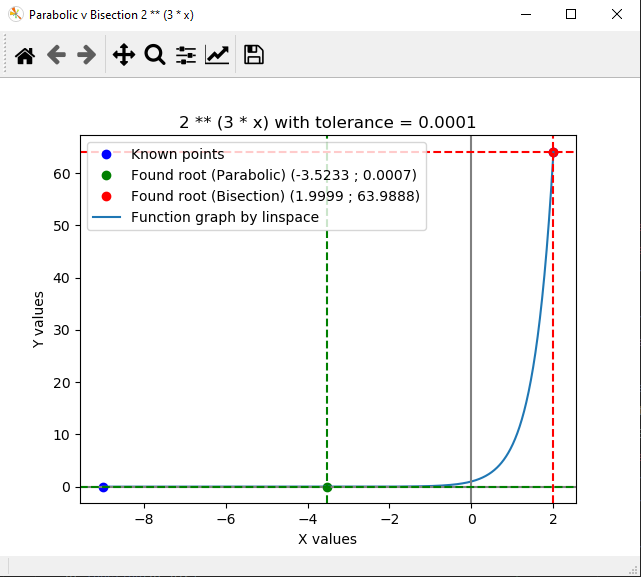 Parabolic v Bisection 2 ** (3 * x)
2 ** (3 * x) with tolerance = 0.0001
Known points
Found root (Parabolic) (-3.5233 ; 0.0007)
Found root (Bisection) (1.9999 ; 63.9888)
Function graph by linspace
Y values
60
50
40
30
20
10
0
−8
−6
−4
−2
0
2
X values